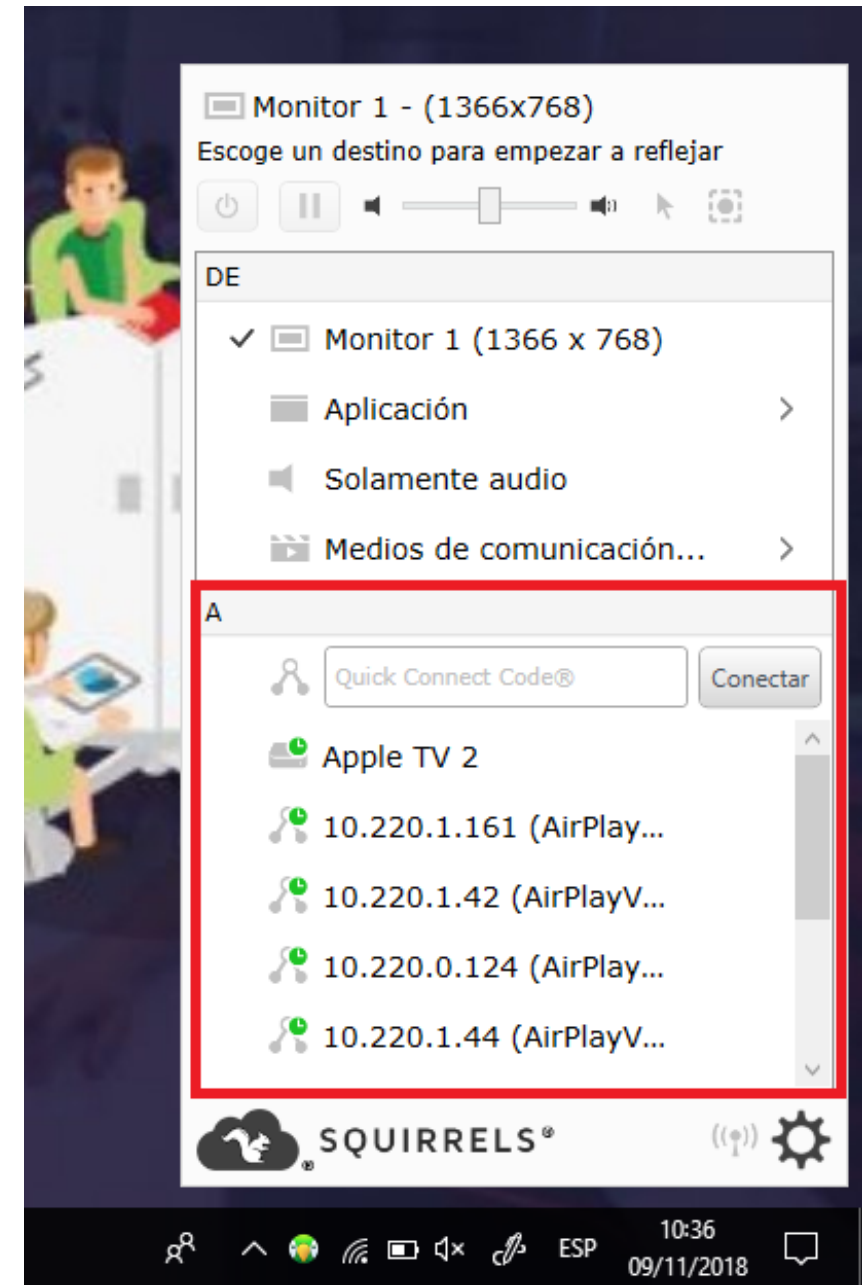 Monitor 1 - (1366x768)
Escoge un destino para empezar a reflejar
DE
Monitor 1 (1366 x 768)
Aplicación
Solamente audio
Medios de comunicación...
A
Quick Connect Code®
Conectar
Apple TV 2
10.220.1.161 (AirPlay...
10.220.1.42 (AirPlayV...
10.220.0.124 (AirPlay...
10.220.1.44 (AirPlayV...
SQUIRRELS®
ESP
10:36
09/11/2018